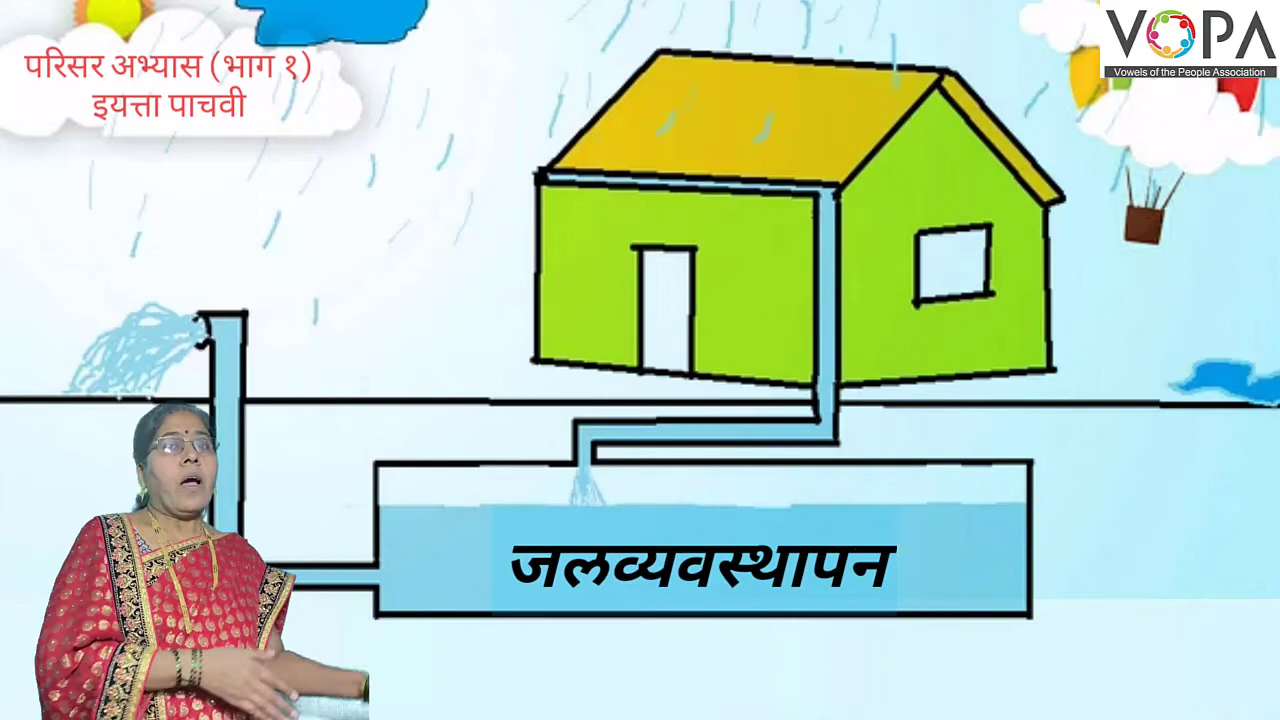 परिसर अभ्यास (भाग १)
इयत्ता पाचवी
VOPA
Vowels of the People Association
जलव्यवस्थापन